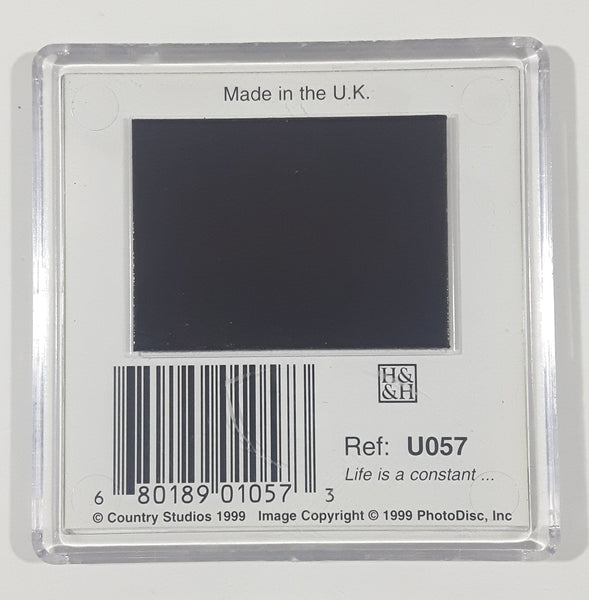 Made in the U.K.
H&
&H
Ref: U057
Life is a constant ...
6 80189 01057 3
© Country Studios 1999 Image Copyright © 1999 PhotoDisc, Inc